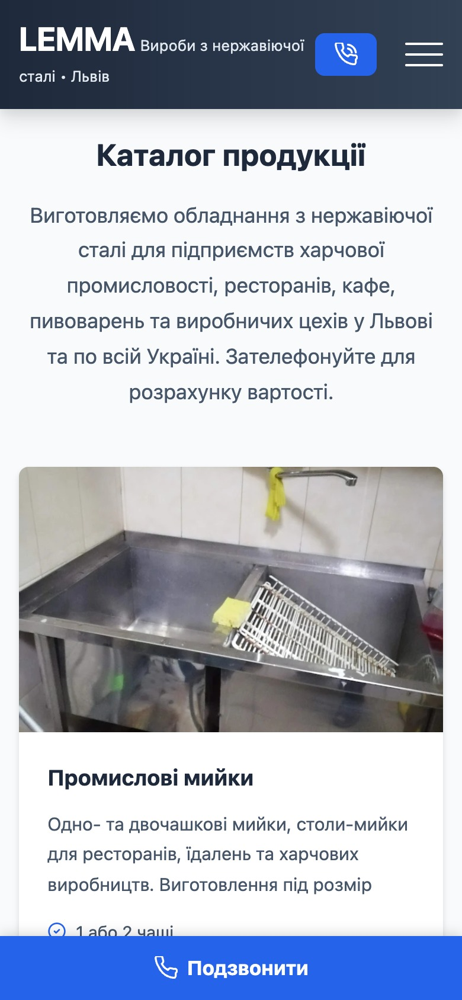 LEMMA Вироби з нержавіючої
сталі • Львів
Каталог продукції
Виготовляємо обладнання з нержавіючої
сталі для підприємств харчової
промисловості, ресторанів, кафе,
пивоварень та виробничих цехів у Львові
та по всій Україні. Зателефонуйте для
розрахунку вартості.
Промислові мийки
Одно- та двочашкові мийки, столи-мийки
для ресторанів, їдалень та харчових
виробництв. Виготовлення під розмір
1 або 2 чаші
Подзвонити